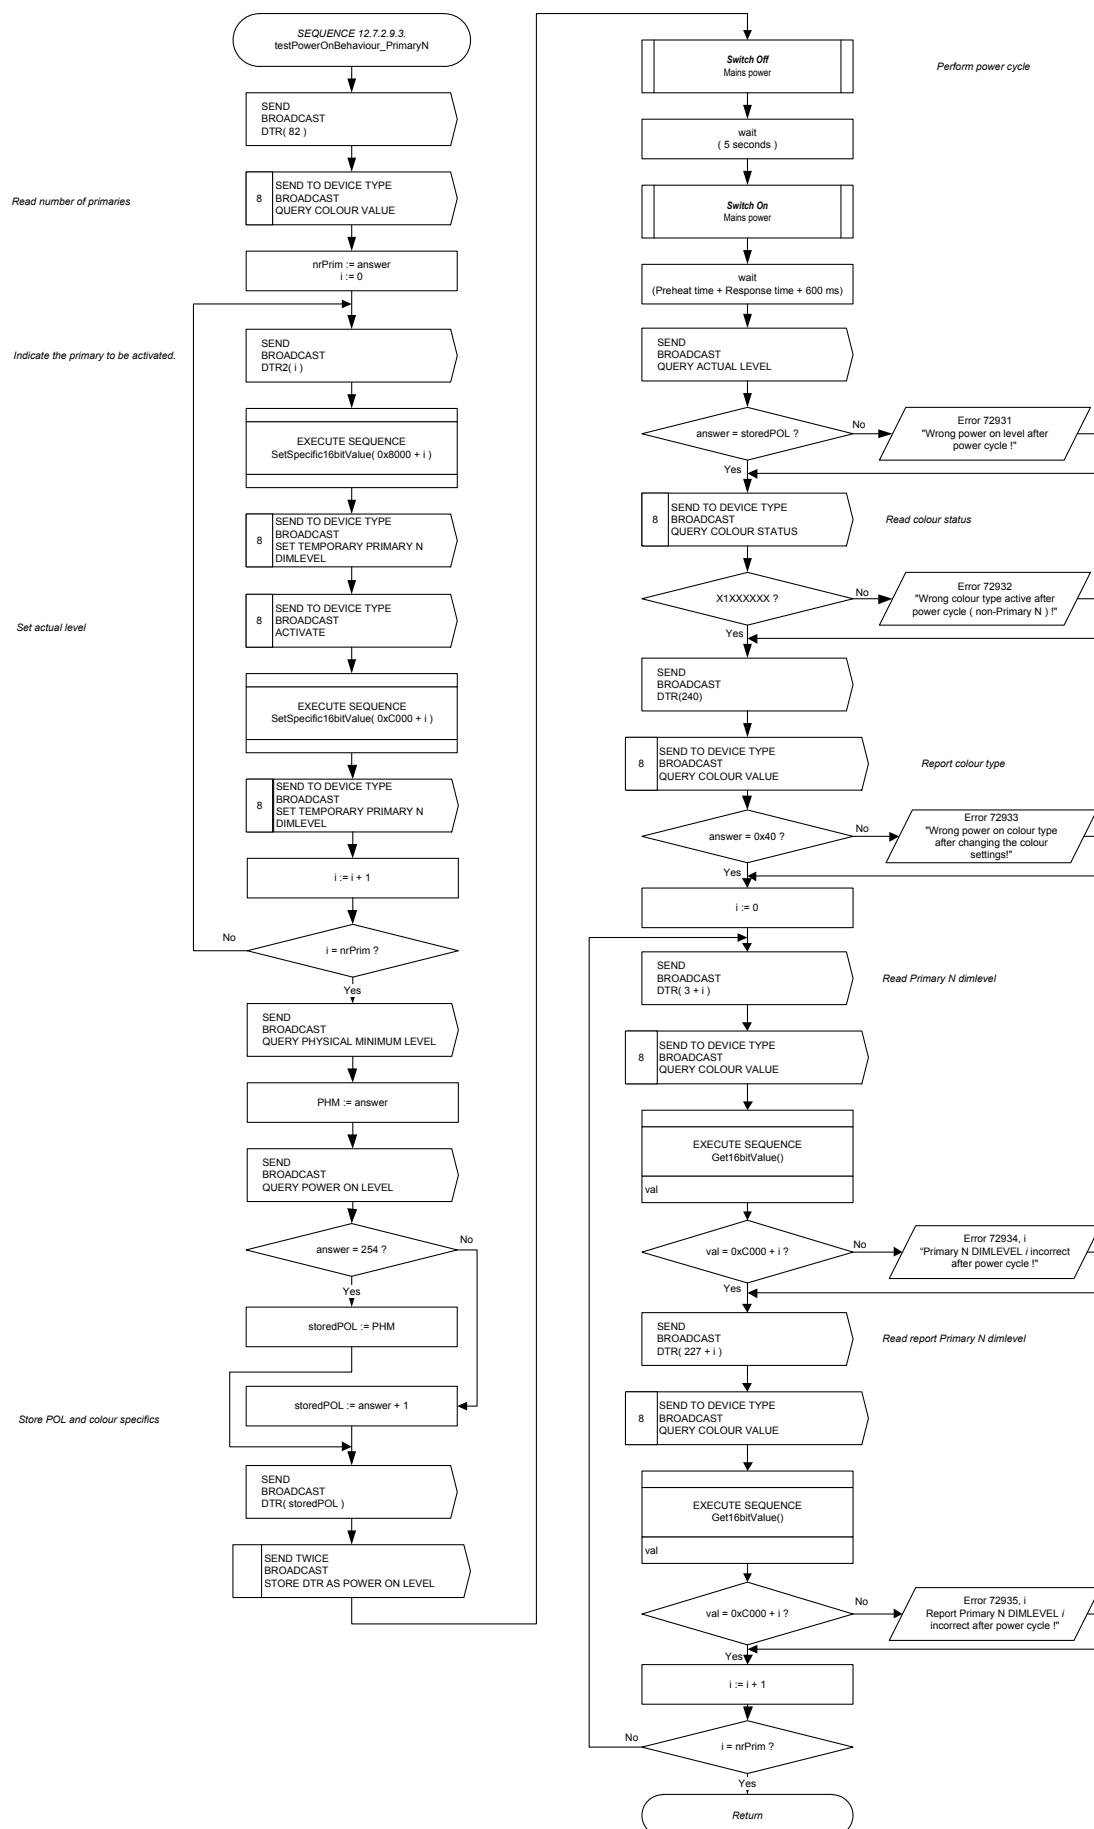 SEQUENCE 12.7.2.9.3.
testPowerOnBehaviour_PrimaryN
SEND
BROADCAST
DTR( 82 )
Read number of primaries
8
SEND TO DEVICE TYPE
BROADCAST
QUERY COLOUR VALUE
nrPrim := answer
i := 0
Indicate the primary to be activated.
SEND
BROADCAST
DTR2( i )
EXECUTE SEQUENCE
SetSpecific16bitValue( 0x8000 + i )
8
SEND TO DEVICE TYPE
BROADCAST
SET TEMPORARY PRIMARY N
DIMLEVEL
Set actual level
8
SEND TO DEVICE TYPE
BROADCAST
ACTIVATE
EXECUTE SEQUENCE
SetSpecific16bitValue( 0xC000 + i )
8
SEND TO DEVICE TYPE
BROADCAST
SET TEMPORARY PRIMARY N
DIMLEVEL
i := i + 1
No
i = nrPrim ?
Yes
SEND
BROADCAST
QUERY PHYSICAL MINIMUM LEVEL
PHM := answer
SEND
BROADCAST
QUERY POWER ON LEVEL
answer = 254 ?
No
Yes
storedPOL := PHM
storedPOL := answer + 1
Store POL and colour specifics
SEND
BROADCAST
DTR( storedPOL )
SEND TWICE
BROADCAST
STORE DTR AS POWER ON LEVEL
Switch Off
Mains power
Perform power cycle
wait
( 5 seconds )
Switch On
Mains power
wait
(Preheat time + Response time + 600 ms)
SEND
BROADCAST
QUERY ACTUAL LEVEL
answer = storedPOL ?
No
Error 72931
"Wrong power on level after
power cycle !"
Yes
8
SEND TO DEVICE TYPE
BROADCAST
QUERY COLOUR STATUS
Read colour status
X1XXXXXX ?
No
Error 72932
"Wrong colour type active after
power cycle ( non-Primary N ) !"
Yes
SEND
BROADCAST
DTR(240)
8
SEND TO DEVICE TYPE
BROADCAST
QUERY COLOUR VALUE
Report colour type
answer = 0x40 ?
No
Error 72933
"Wrong power on colour type
after changing the colour
settings!"
Yes
i := 0
SEND
BROADCAST
DTR( 3 + i )
Read Primary N dimlevel
8
SEND TO DEVICE TYPE
BROADCAST
QUERY COLOUR VALUE
EXECUTE SEQUENCE
Get16bitValue()
val
val = 0xC000 + i ?
No
Error 72934, i
“Primary N DIMLEVEL i incorrect
after power cycle !"
Yes
SEND
BROADCAST
DTR( 227 + i )
Read report Primary N dimlevel
8
SEND TO DEVICE TYPE
BROADCAST
QUERY COLOUR VALUE
EXECUTE SEQUENCE
Get16bitValue()
val
val = 0xC000 + i ?
No
Error 72935, i
Report Primary N DIMLEVEL i
incorrect after power cycle !"
Yes
i := i + 1
No
i = nrPrim ?
Yes
Return